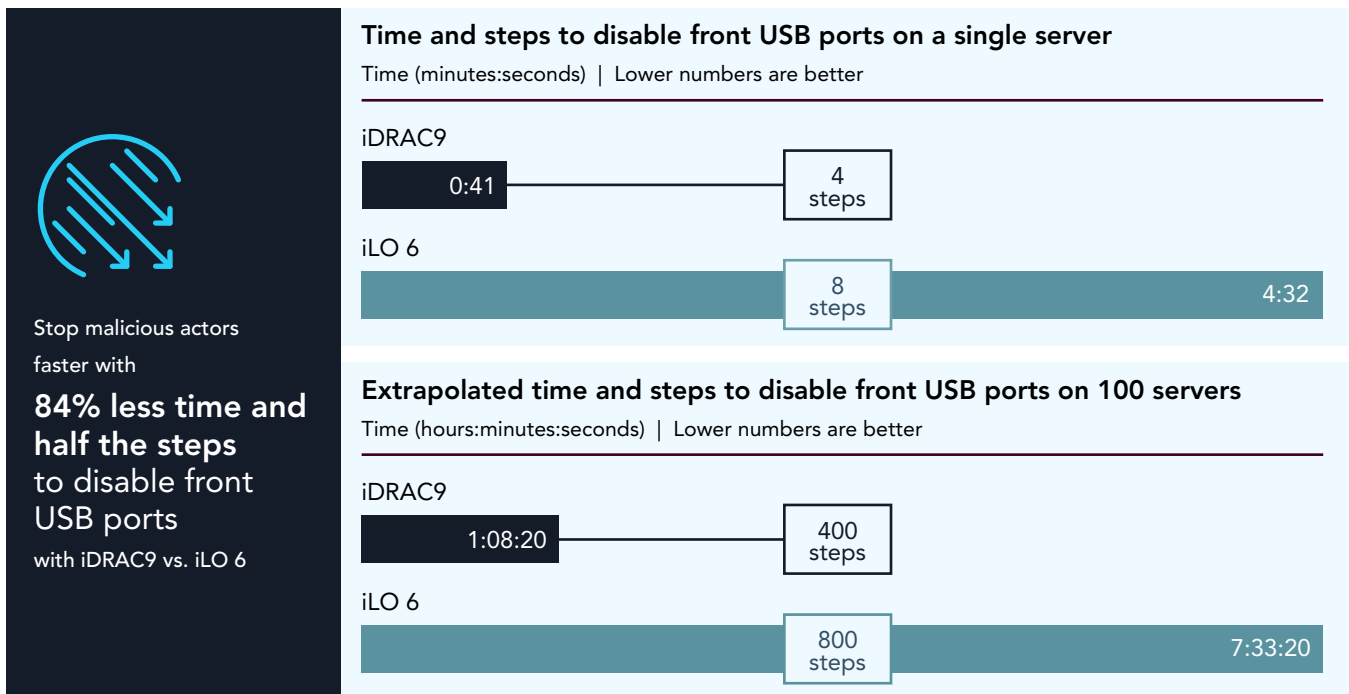 Stop malicious actors
faster with
84% less time and
half the steps
to disable front
USB ports
with iDRAC9 vs. iLO 6
Time and steps to disable front USB ports on a single server
Time (minutes:seconds) | Lower numbers are better
iDRAC9
0:41
4
steps
iLO 6
8
steps
4:32
Extrapolated time and steps to disable front USB ports on 100 servers
Time (hours:minutes:seconds) | Lower numbers are better
iDRAC9
1:08:20
400
steps
iLO 6
800
steps
7:33:20